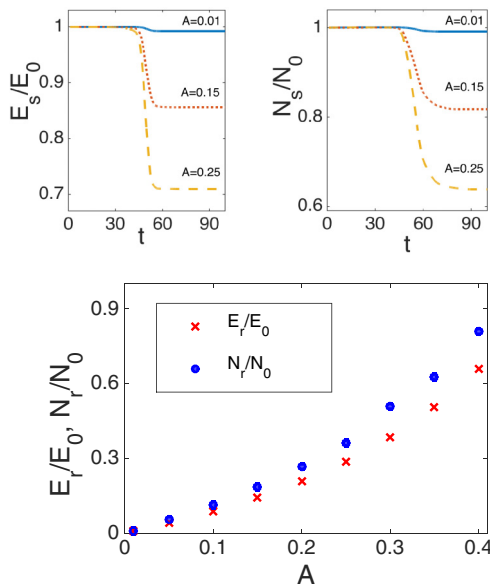 A=0.01
A=0.15
A=0.25
1
0.9
0.8
0.7
0 30 60 90
E_s/E_0
t
A=0.01
A=0.15
A=0.25
1
0.8
0.6
0 30 60 90
N_s/N_0
t
E_r/E_0
N_r/N_0
0.9
0.6
0.3
0
0 0.1 0.2 0.3 0.4
E_r/E_0, N_r/N_0
A